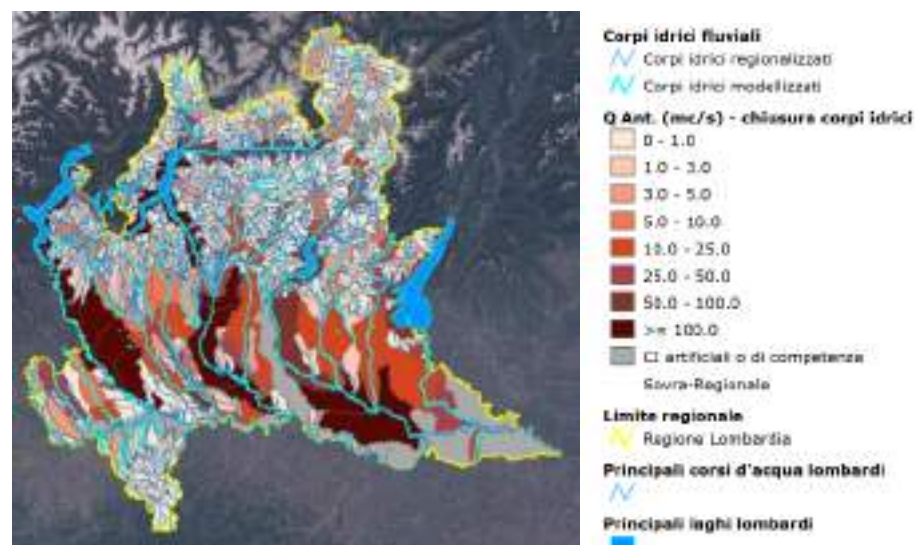 Corpi idrici fluviali
Corpi idrici regionalizzati
Corpi idrici modellizzati
Q Ant. (mc/s) - chiusura corpi idrici
0 - 1.0
1.0 - 3.0
3.0 - 5.0
5.0 - 10.0
10.0 - 25.0
25.0 - 50.0
50.0 - 100.0
>= 100.0
CI artificiali o di competenza
Sovra-Regionale
Limite regionale
Regione Lombardia
Principali corsi d'acqua lombardi
Principali laghi lombardi